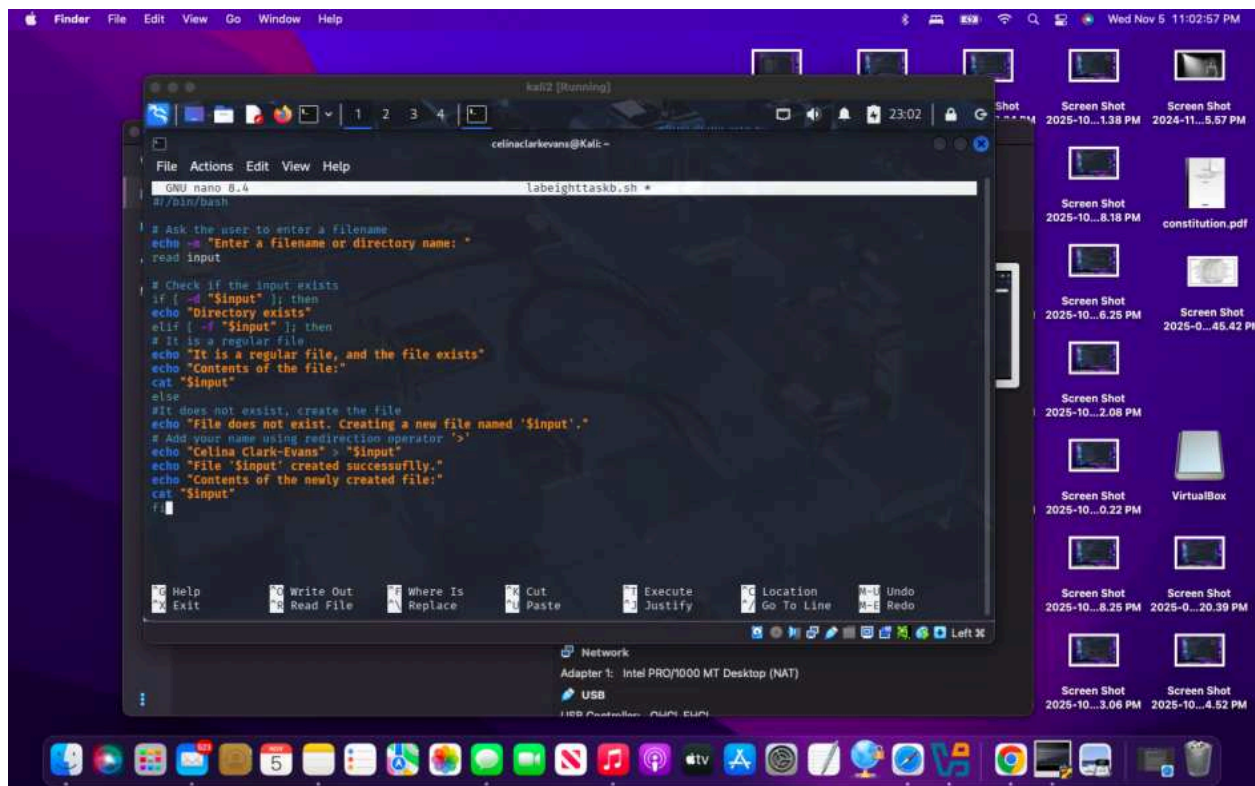 Finder File Edit View Go Window Help Wed Nov 5 11:02:57 PM
kali2 [Running]
1 2 3 4 23:02
celinaclarkevans@Kali: ~
File Actions Edit View Help
GNU nano 8.4 labeighttaskb.sh *
#!/bin/bash
# Ask the user to enter a filename
echo -n "Enter a filename or directory name: "
read input
# Check if the input exists
if [ -d "$input" ]; then
echo "Directory exists"
elif [ -f "$input" ]; then
# It is a regular file
echo "It is a regular file, and the file exists"
echo "Contents of the file:"
cat "$input"
else
#It does not exsist, create the file
echo "File does not exist. Creating a new file named '$input'."
# Add your name using redirection operator '>'
echo "Celina Clark-Evans" > "$input"
echo "File '$input' created successuflly."
echo "Contents of the newly created file:"
cat "$input"
fi
^G Help ^O Write Out ^F Where Is ^K Cut ^T Execute ^C Location M-U Undo
^X Exit ^R Read File ^\ Replace ^U Paste ^J Justify ^/ Go To Line M-E Redo
Left ⌘
Network
Adapter 1: Intel PRO/1000 MT Desktop (NAT)
USB
USB Controller: OHCI, EHCI
Shot
Screen Shot
2025-10...1.38 PM
Screen Shot
2024-11...5.57 PM
Screen Shot
2025-10...8.18 PM
constitution.pdf
Screen Shot
2025-10...6.25 PM
Screen Shot
2025-0...45.42 PM
Screen Shot
2025-10...2.08 PM
Screen Shot
2025-10...0.22 PM
VirtualBox
Screen Shot
2025-10...8.25 PM
Screen Shot
2025-0...20.39 PM
Screen Shot
2025-10...3.06 PM
Screen Shot
2025-10...4.52 PM
623
NOV
5
tv